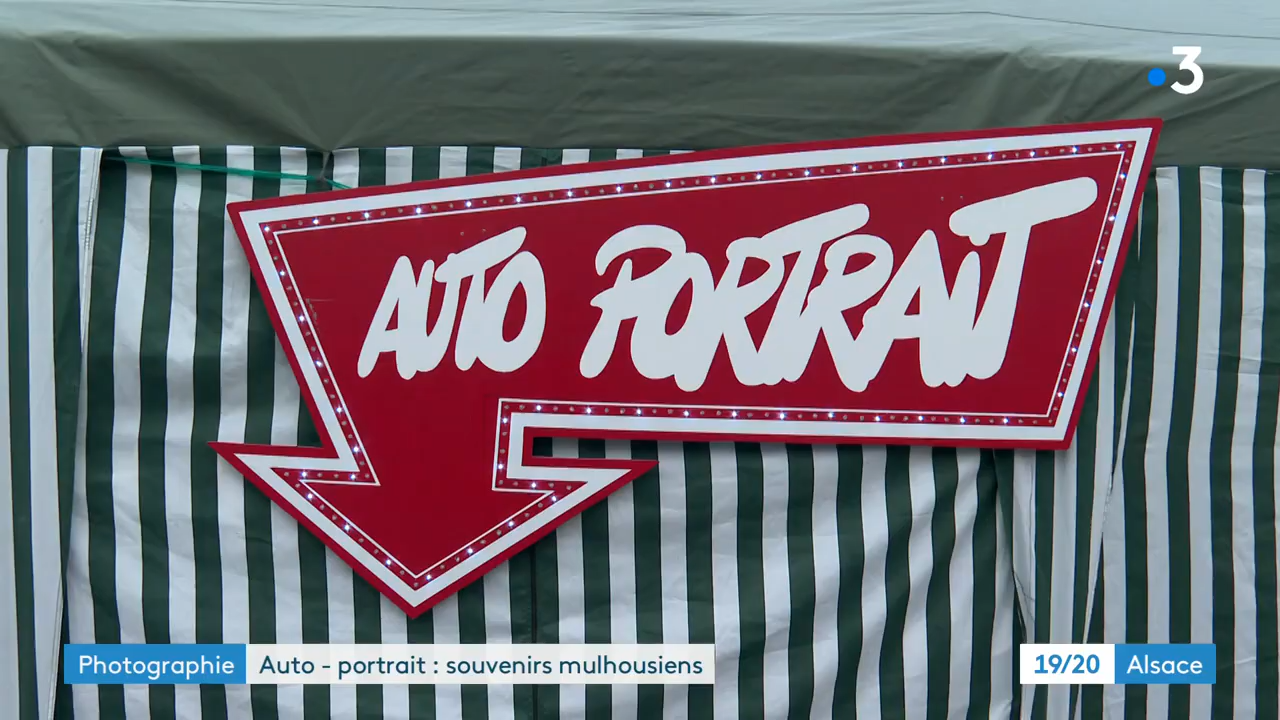 3
AUTO PORTRAiT
Photographie
Auto - portrait : souvenirs mulhousiens
19/20 Alsace